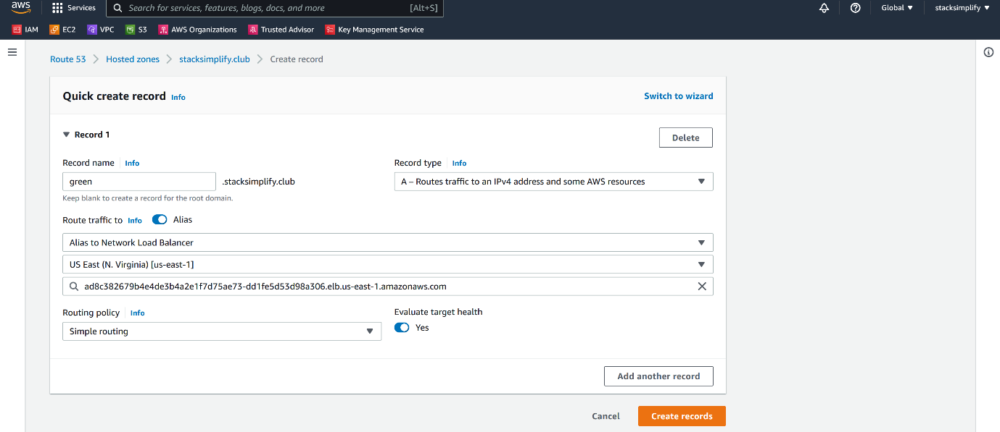 aws Services Search for services, features, blogs, docs, and more [Alt+S] Global stacksimplify
IAM EC2 VPC S3 AWS Organizations Trusted Advisor Key Management Service
Route 53 Hosted zones stacksimplify.club Create record
Quick create record Info Switch to wizard
Record 1
Delete
Record name Info Record type Info
green .stacksimplify.club A – Routes traffic to an IPv4 address and some AWS resources
Keep blank to create a record for the root domain.
Route traffic to Info Alias
Alias to Network Load Balancer
US East (N. Virginia) [us-east-1]
ad8c382679b4e4de3b4a2e1f7d75ae73-dd1fe5d53d98a306.elb.us-east-1.amazonaws.com
Routing policy Info Evaluate target health
Simple routing Yes
Add another record
Cancel Create records